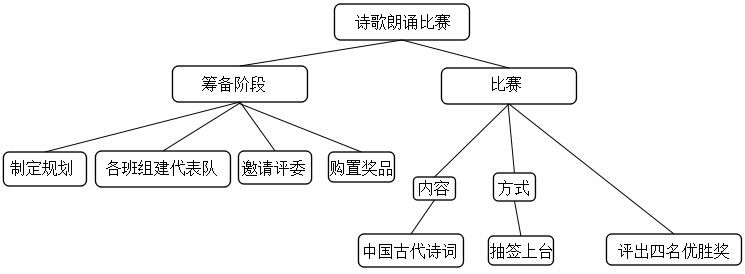 诗歌朗诵比赛
筹备阶段
比赛
制定规划
各班组建代表队
邀请评委
购置奖品
内容
方式
中国古代诗词
抽签上台
评出四名优胜奖